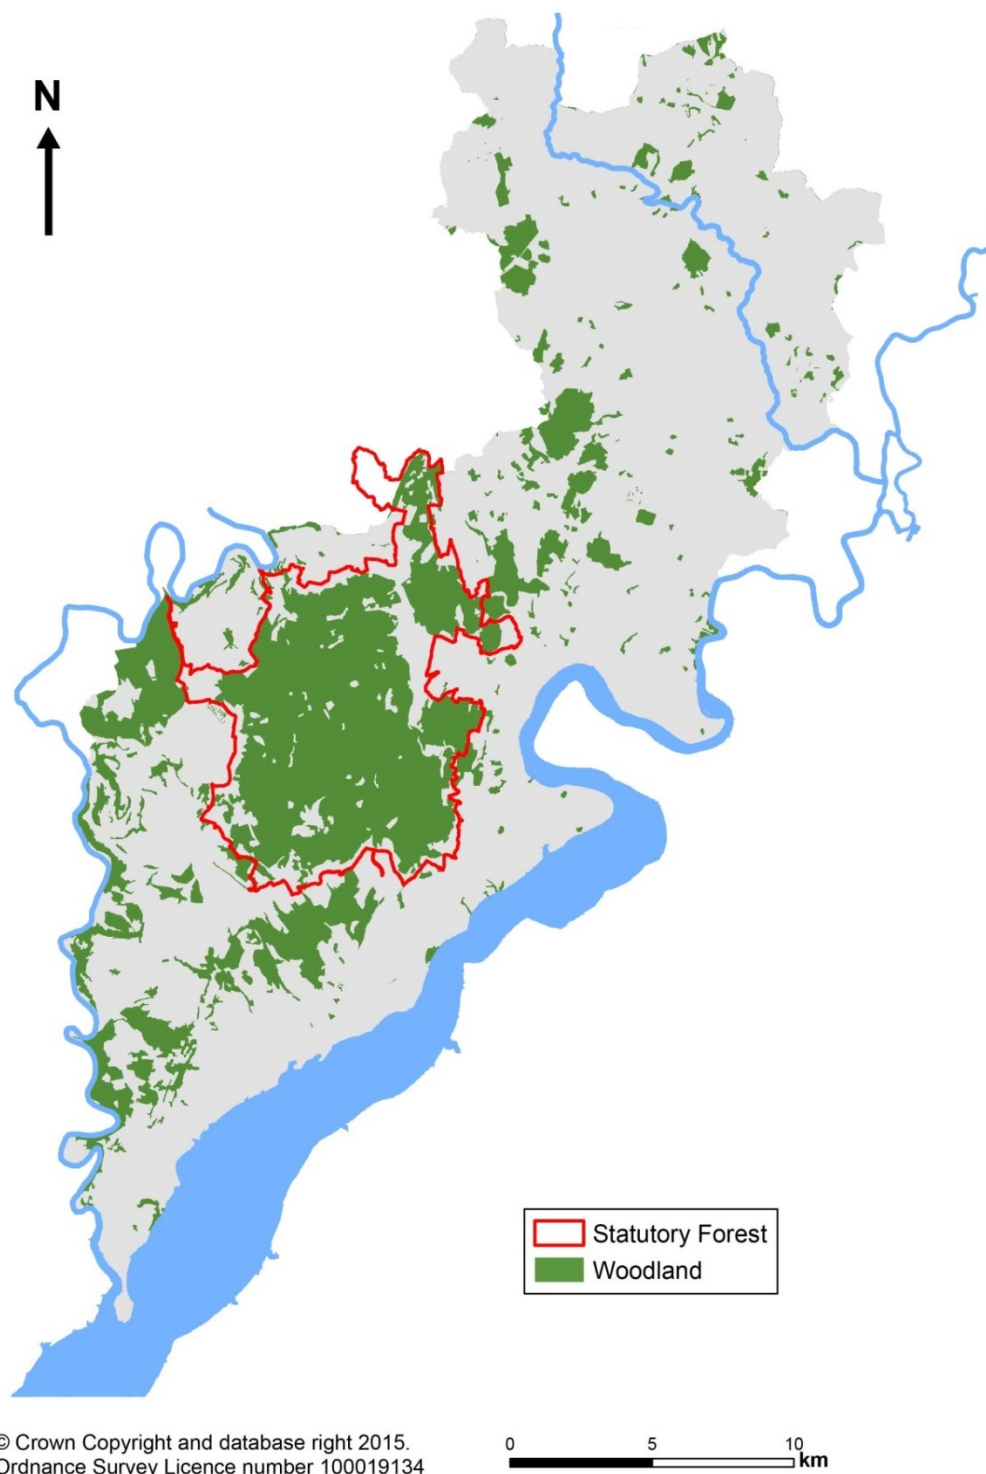 N
Statutory Forest
Woodland
© Crown Copyright and database right 2015.
Ordnance Survey Licence number 100019134
0 5 10
km